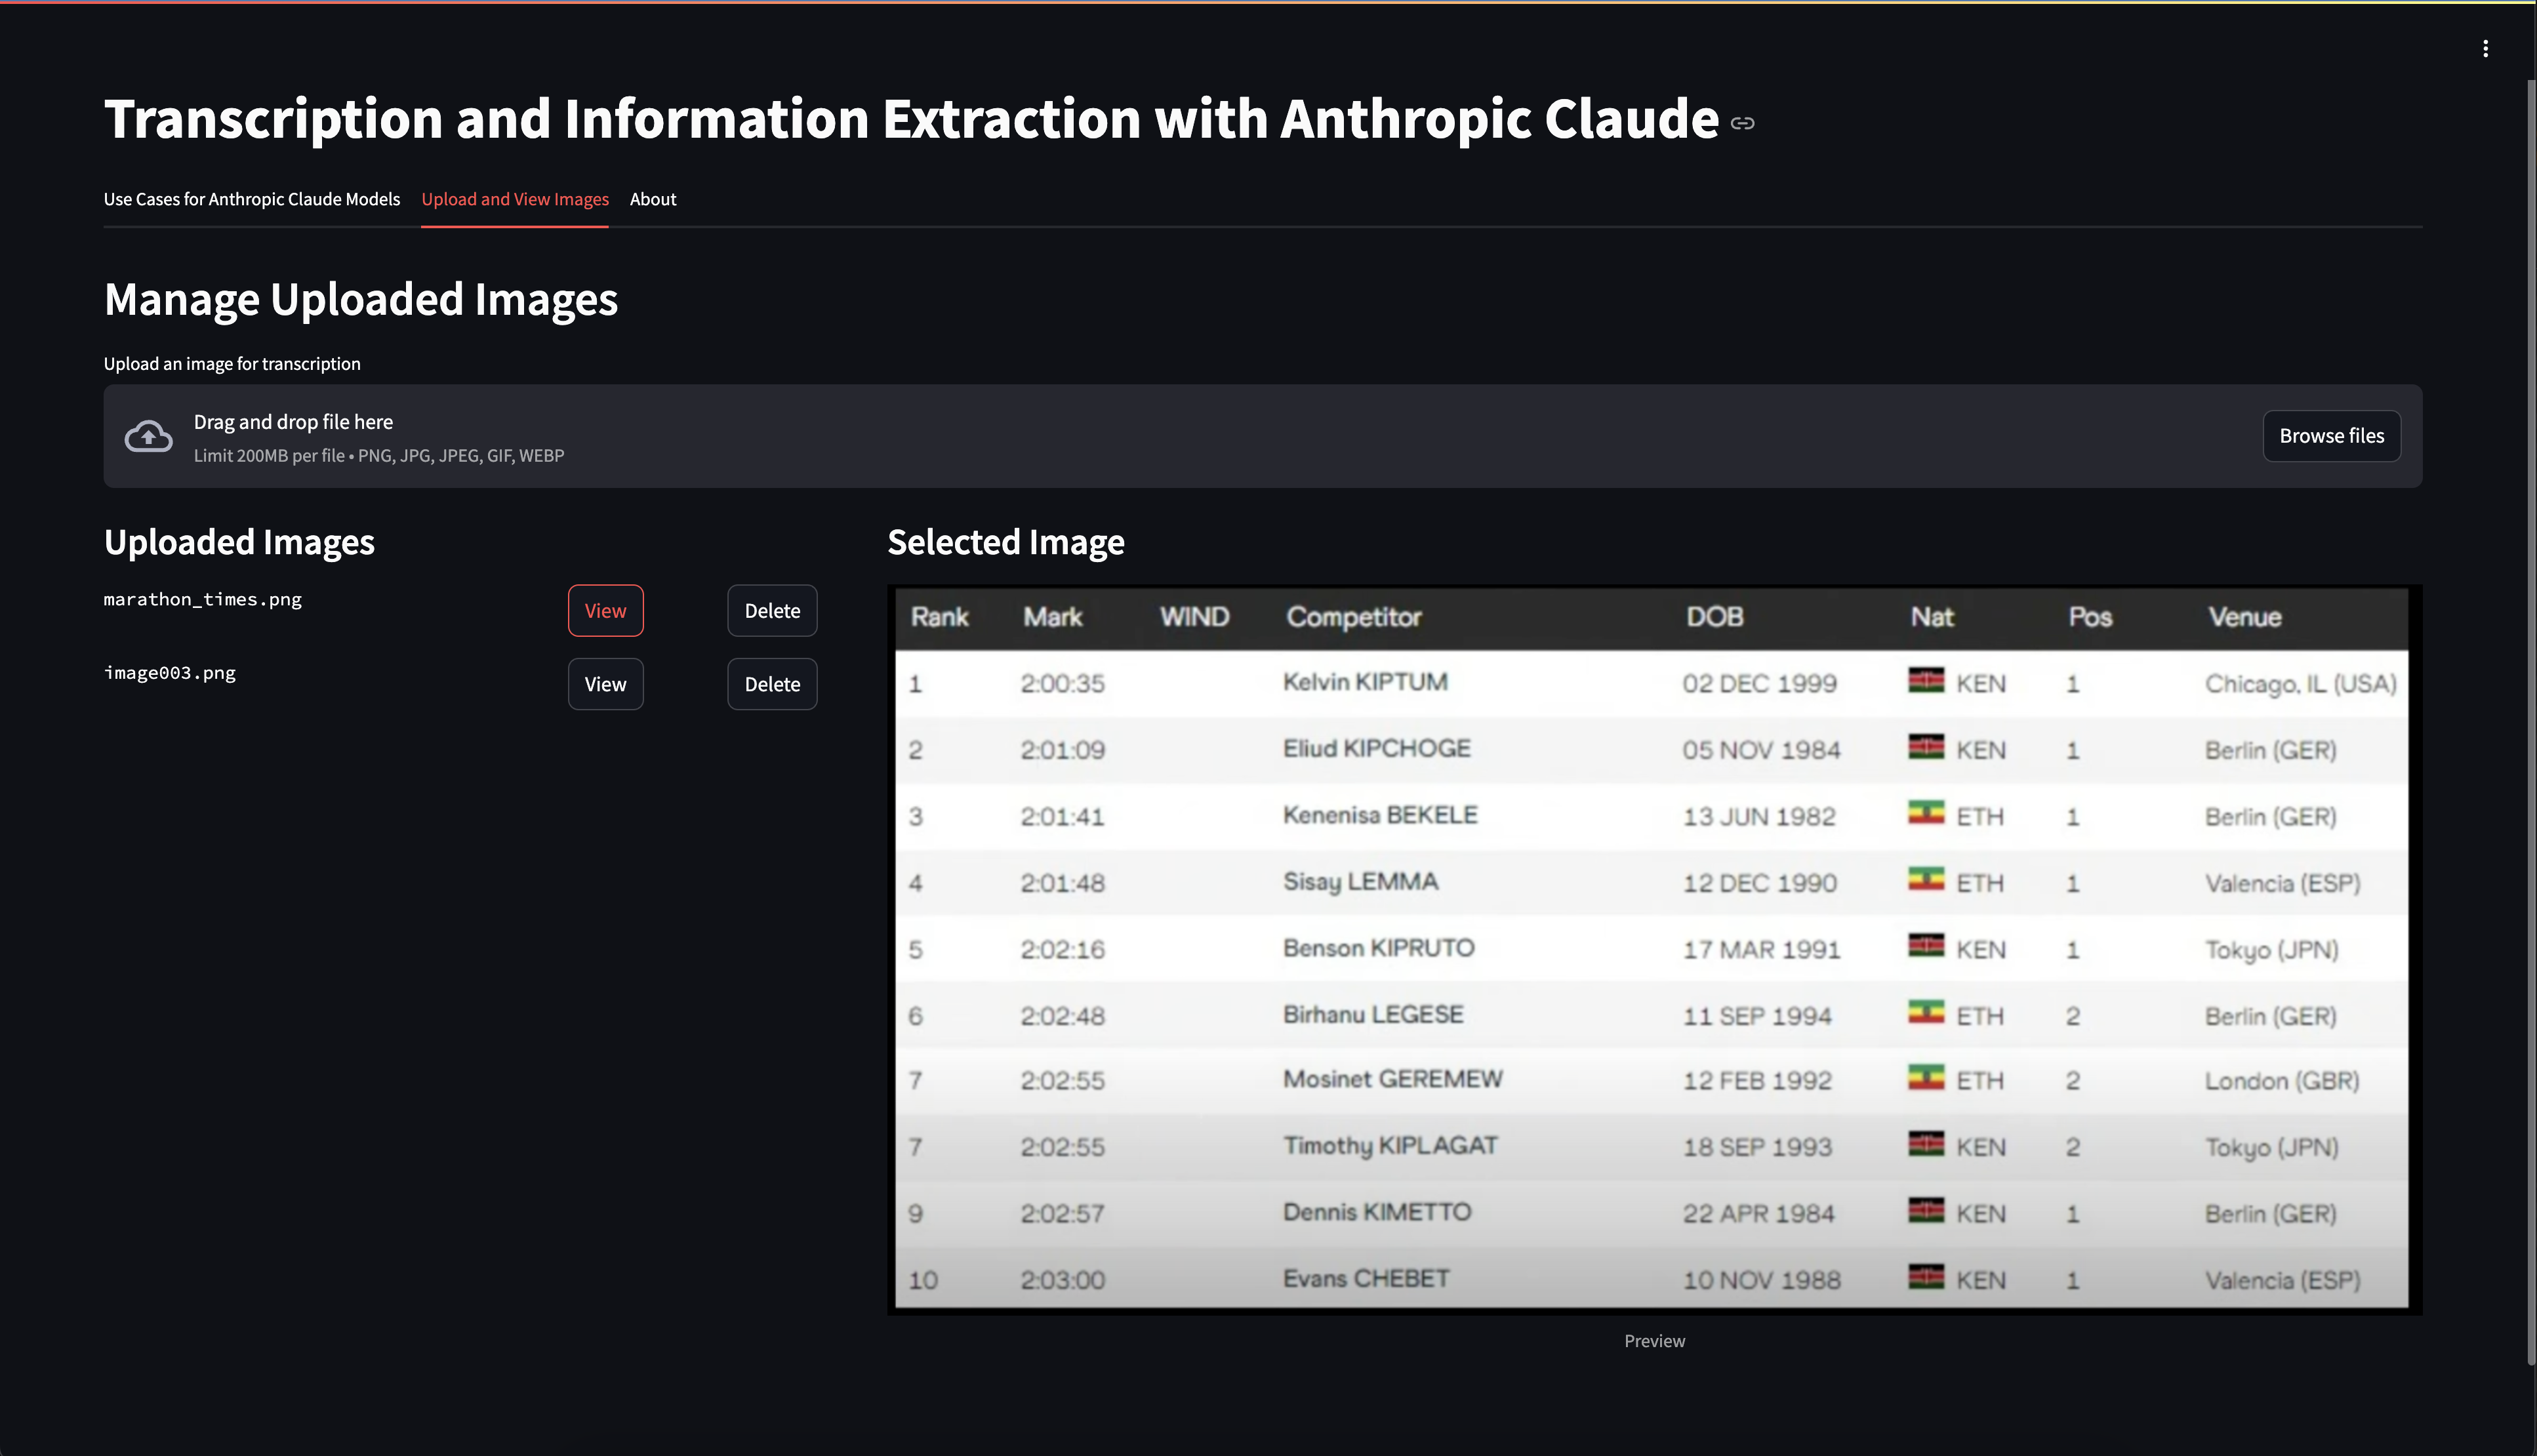 Transcription and Information Extraction with Anthropic Claude
Use Cases for Anthropic Claude Models Upload and View Images About
Manage Uploaded Images
Upload an image for transcription
Drag and drop file here
Limit 200MB per file • PNG, JPG, JPEG, GIF, WEBP
Browse files
Uploaded Images
marathon_times.png View Delete
image003.png View Delete
Selected Image
Rank Mark WIND Competitor DOB Nat Pos Venue
1 2:00:35 Kelvin KIPTUM 02 DEC 1999 KEN 1 Chicago, IL (USA)
2 2:01:09 Eliud KIPCHOGE 05 NOV 1984 KEN 1 Berlin (GER)
3 2:01:41 Kenenisa BEKELE 13 JUN 1982 ETH 1 Berlin (GER)
4 2:01:48 Sisay LEMMA 12 DEC 1990 ETH 1 Valencia (ESP)
5 2:02:16 Benson KIPRUTO 17 MAR 1991 KEN 1 Tokyo (JPN)
6 2:02:48 Birhanu LEGESE 11 SEP 1994 ETH 2 Berlin (GER)
7 2:02:55 Mosinet GEREMEW 12 FEB 1992 ETH 2 London (GBR)
7 2:02:55 Timothy KIPLAGAT 18 SEP 1993 KEN 2 Tokyo (JPN)
9 2:02:57 Dennis KIMETTO 22 APR 1984 KEN 1 Berlin (GER)
10 2:03:00 Evans CHEBET 10 NOV 1988 KEN 1 Valencia (ESP)
Preview